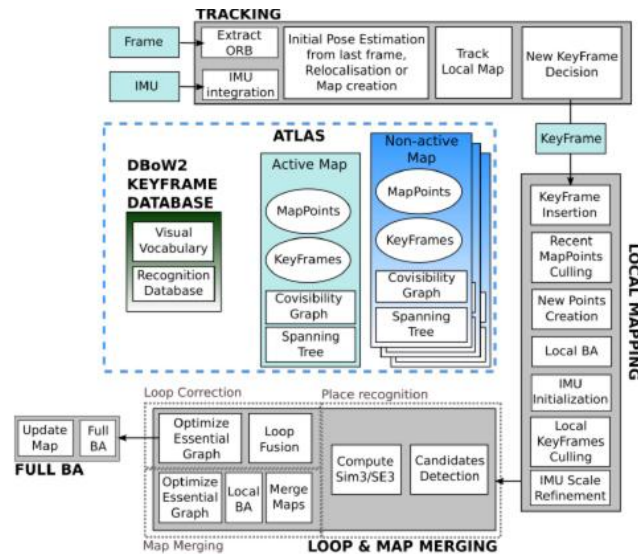 TRACKING
Frame
IMU
Extract
ORB
IMU
integration
Initial Pose Estimation
from last frame,
Relocalisation or
Map creation
Track
Local Map
New KeyFrame
Decision
KeyFrame
ATLAS
DBoW2
KEYFRAME
DATABASE
Visual
Vocabulary
Recognition
Database
Active Map
MapPoints
KeyFrames
Covisibility
Graph
Spanning
Tree
Non-active
Map
MapPoints
KeyFrames
Covisibility
Graph
Spanning
Tree
LOCAL MAPPING
KeyFrame
Insertion
Recent
MapPoints
Culling
New Points
Creation
Local BA
IMU
Initialization
Local
KeyFrames
Culling
IMU Scale
Refinement
Loop Correction
Place recognition
Optimize
Essential
Graph
Loop
Fusion
Compute
Sim3/SE3
Candidates
Detection
Optimize
Essential
Graph
Local
BA
Merge
Maps
Map Merging
LOOP & MAP MERGING
Update
Map
Full
BA
FULL BA